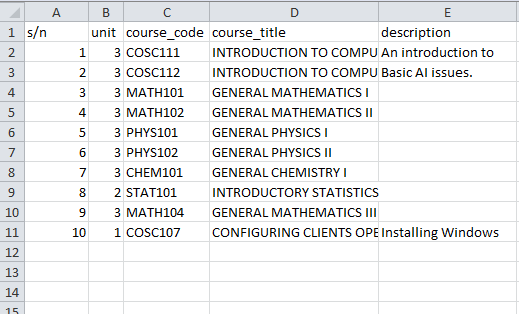 A B C D E
1 s/n unit course_code course_title description
2 1 3 COSC111 INTRODUCTION TO COMPU An introduction to
3 2 3 COSC112 INTRODUCTION TO COMPU Basic AI issues.
4 3 3 MATH101 GENERAL MATHEMATICS I
5 4 3 MATH102 GENERAL MATHEMATICS II
6 5 3 PHYS101 GENERAL PHYSICS I
7 6 3 PHYS102 GENERAL PHYSICS II
8 7 3 CHEM101 GENERAL CHEMISTRY I
9 8 2 STAT101 INTRODUCTORY STATISTICS
10 9 3 MATH104 GENERAL MATHEMATICS III
11 10 1 COSC107 CONFIGURING CLIENTS OPE Installing Windows
12
13
14
15